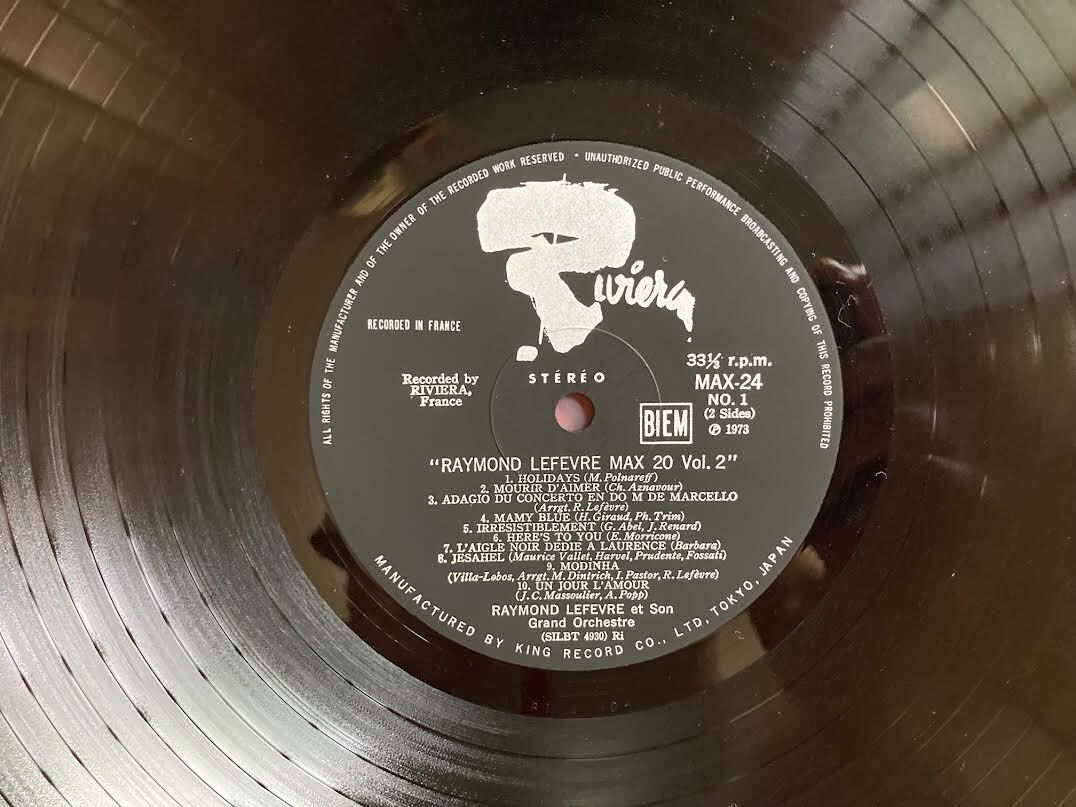 ALL RIGHTS OF THE MANUFACTURER AND OF THE OWNER OF THE RECORDED WORK RESERVED • UNAUTHORIZED PUBLIC PERFORMANCE BROADCASTING AND COPYING OF THIS RECORD PROHIBITED
Riviera
RECORDED IN FRANCE
Recorded by
RIVIERA,
France
STÉRÉO
33⅓ r.p.m.
MAX-24
NO. 1
(2 Sides)
BIEM
℗ 1973
"RAYMOND LEFEVRE MAX 20 Vol. 2"
1. HOLIDAYS (M. Polnareff)
2. MOURIR D'AIMER (Ch. Aznavour)
3. ADAGIO DU CONCERTO EN DO M DE MARCELLO
(Arrgt. R. Lefèvre)
4. MAMY BLUE (H. Giraud, Ph. Trim)
5. IRRESISTIBLEMENT (G. Abel, J. Renard)
6. HERE'S TO YOU (E. Morricone)
7. L'AIGLE NOIR DEDIE A LAURENCE (Barbara)
8. JESAHEL (Maurice Vallet, Harvel, Prudente, Fossati)
9. MODINHA
(Villa-Lobos, Arrgt. M. Dintrich, I. Pastor, R. Lefèvre)
10. UN JOUR L'AMOUR
(J. C. Massoulier, A. Popp)
RAYMOND LEFEVRE et Son
Grand Orchestre
(SILBT 4930) Ri
MANUFACTURED BY KING RECORD CO., LTD, TOKYO, JAPAN